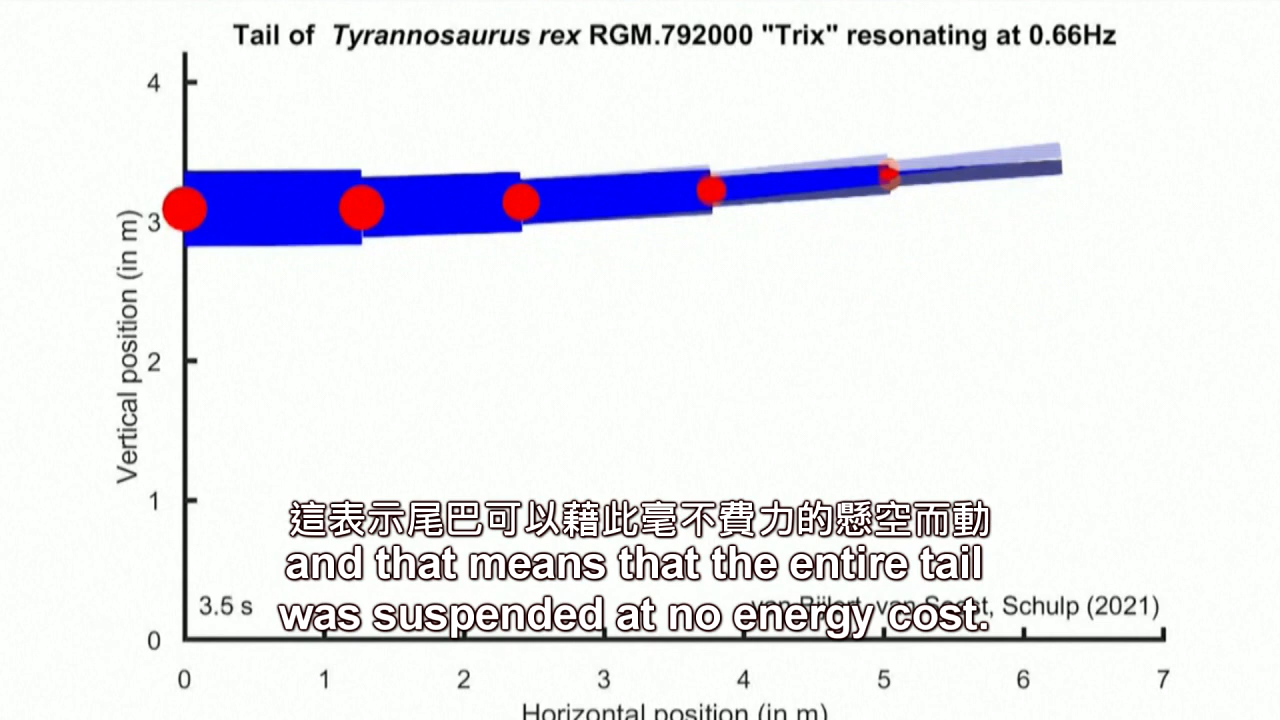 Tail of Tyrannosaurus rex RGM.792000 "Trix" resonating at 0.66Hz
4
3
2
1
0
Vertical position (in m)
這表示尾巴可以藉此毫不費力的懸空而動
and that means that the entire tail
was suspended at no energy cost.
3.5 s
van Schulp (2021)
0 1 2 3 4 5 6 7
Horizontal position (in m)